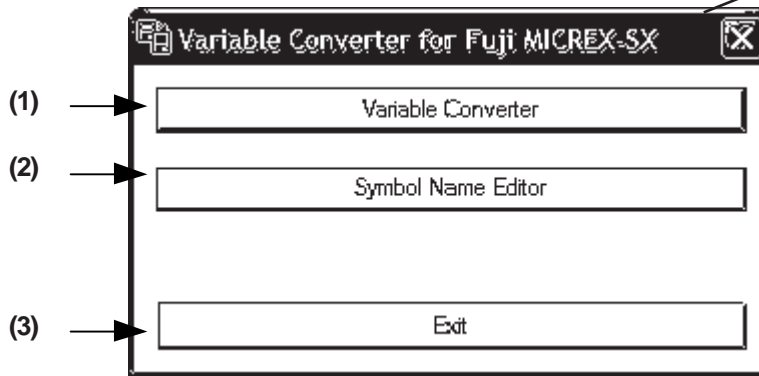 Variable Converter for Fuji MICREX-SX
(1) Variable Converter
(2) Symbol Name Editor
(3) Exit